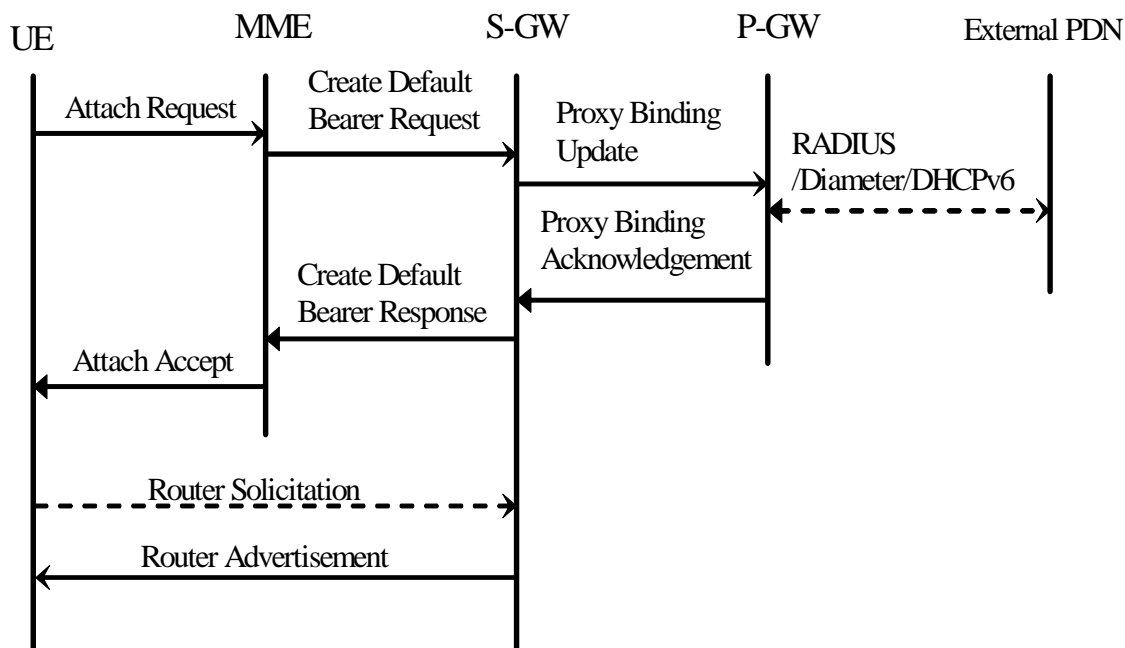 UE
MME
S-GW
P-GW
External PDN
Attach Request
Create Default
Bearer Request
Proxy Binding
Update
RADIUS
/Diameter/DHCPv6
Proxy Binding
Acknowledgement
Create Default
Bearer Response
Attach Accept
Router Solicitation
Router Advertisement